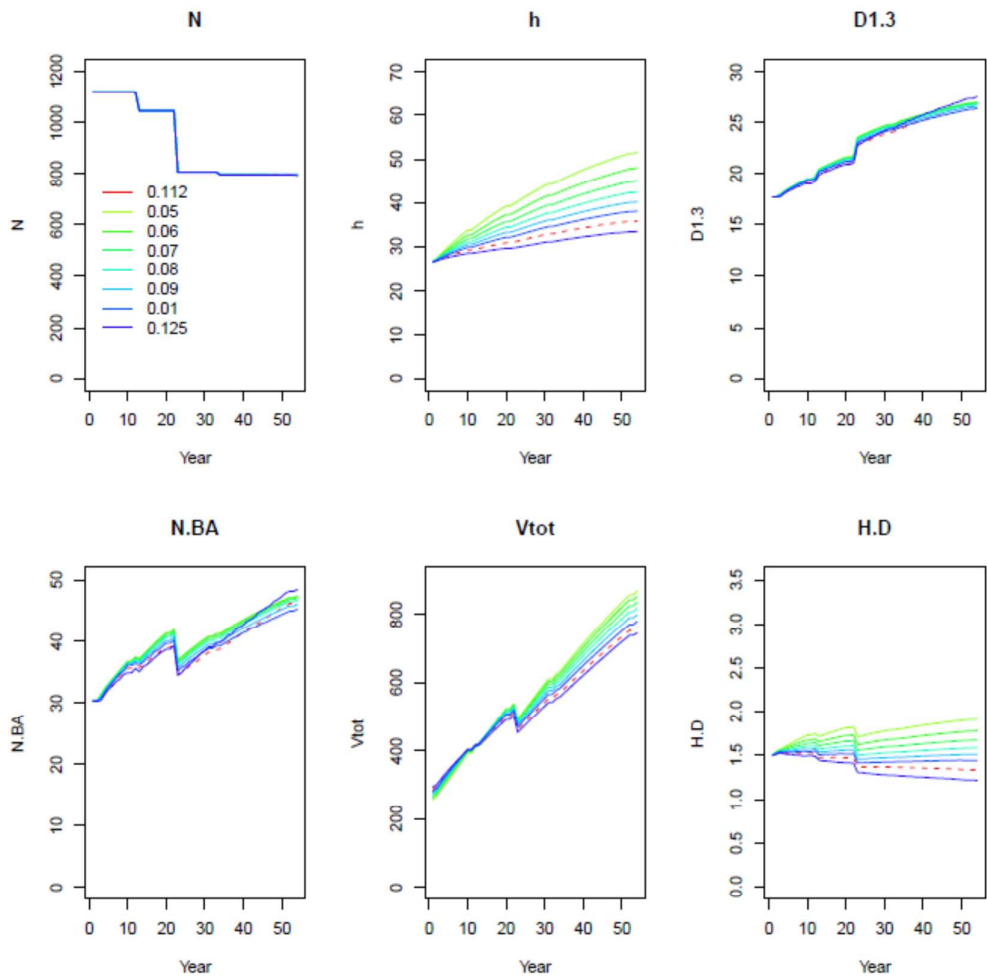 N
h
D1.3
N
0 200 400 600 800 1000 1200
0.112
0.05
0.06
0.07
0.08
0.09
0.01
0.125
0 10 20 30 40 50
Year
h
0 10 20 30 40 50 60 70
0 10 20 30 40 50
Year
D1.3
0 5 10 15 20 25 30
0 10 20 30 40 50
Year
N.BA
Vtot
H.D
N.BA
0 10 20 30 40 50
0 10 20 30 40 50
Year
Vtot
0 200 400 600 800
0 10 20 30 40 50
Year
H.D
0.0 0.5 1.0 1.5 2.0 2.5 3.0 3.5
0 10 20 30 40 50
Year